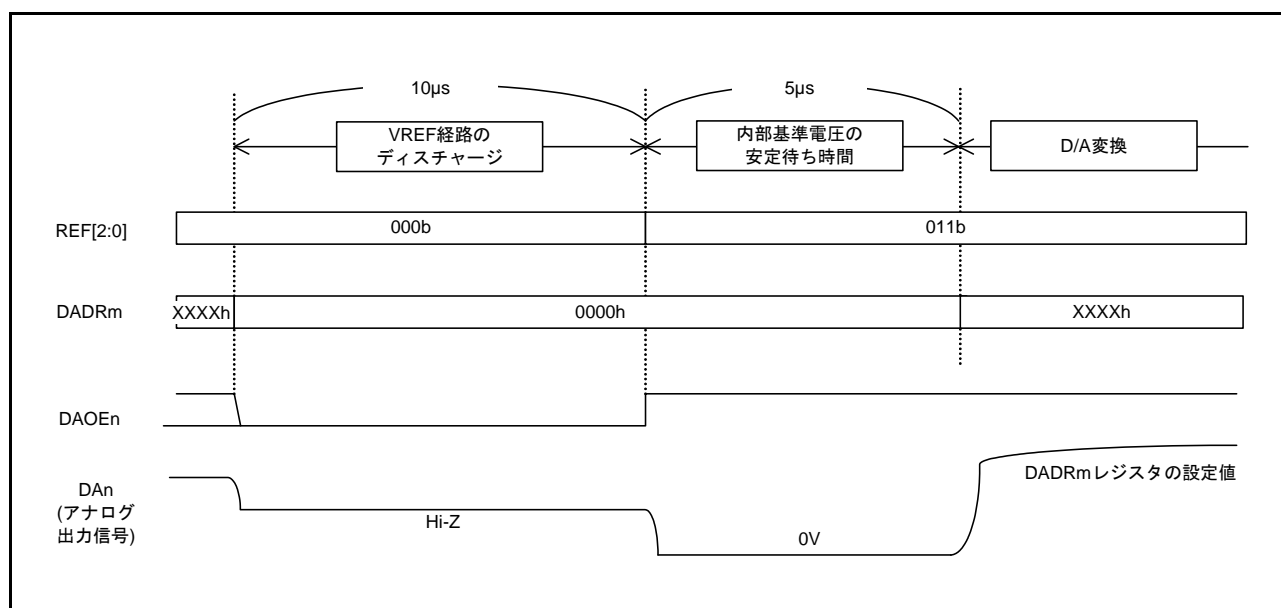 10µs
5µs
VREF経路の
ディスチャージ
内部基準電圧の
安定待ち時間
D/A変換
REF[2:0]
000b
011b
DADRm
XXXXh
0000h
XXXXh
DAOEn
DAn
(アナログ
出力信号)
Hi-Z
0V
DADRmレジスタの設定値